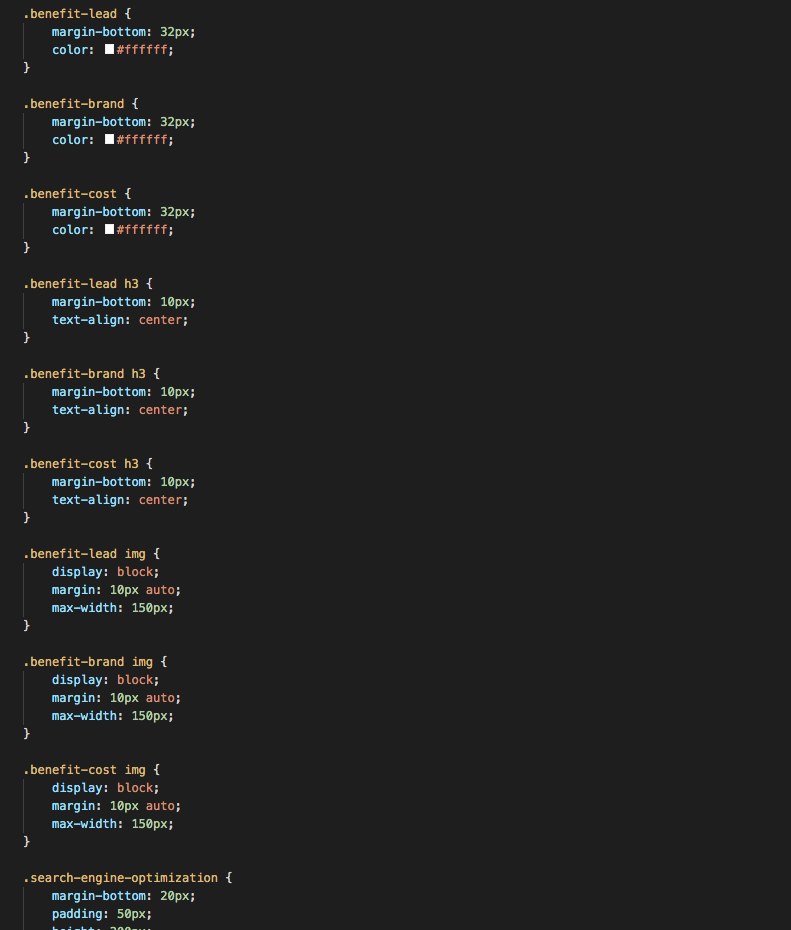 .benefit-lead {
    margin-bottom: 32px;
    color: #ffffff;
}

.benefit-brand {
    margin-bottom: 32px;
    color: #ffffff;
}

.benefit-cost {
    margin-bottom: 32px;
    color: #ffffff;
}

.benefit-lead h3 {
    margin-bottom: 10px;
    text-align: center;
}

.benefit-brand h3 {
    margin-bottom: 10px;
    text-align: center;
}

.benefit-cost h3 {
    margin-bottom: 10px;
    text-align: center;
}

.benefit-lead img {
    display: block;
    margin: 10px auto;
    max-width: 150px;
}

.benefit-brand img {
    display: block;
    margin: 10px auto;
    max-width: 150px;
}

.benefit-cost img {
    display: block;
    margin: 10px auto;
    max-width: 150px;
}

.search-engine-optimization {
    margin-bottom: 20px;
    padding: 50px;